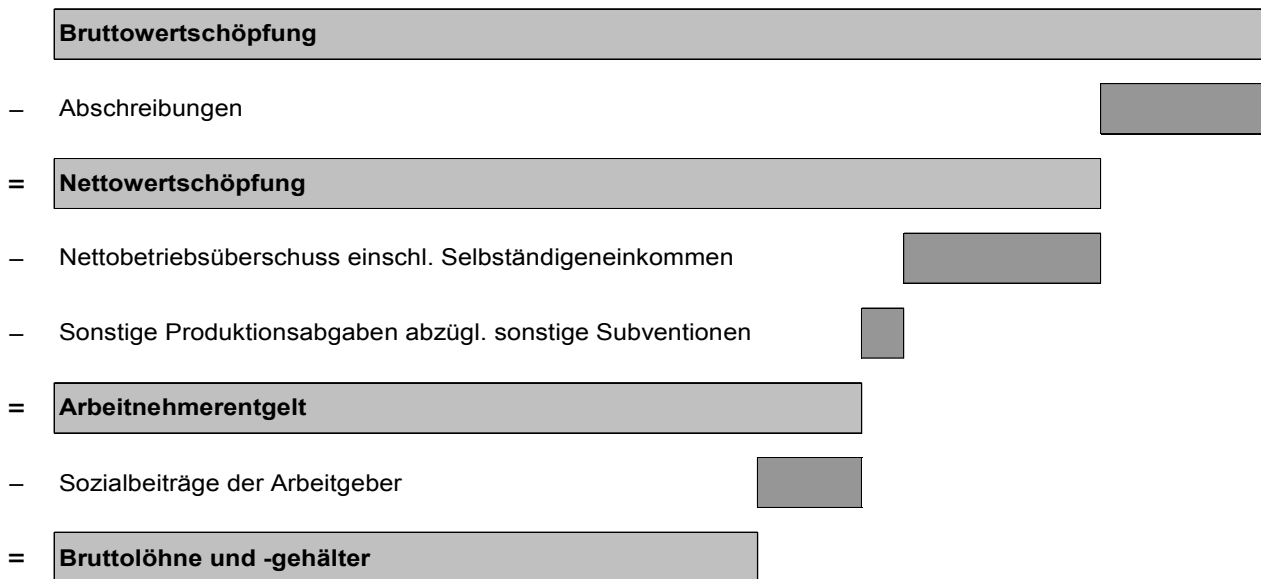 Bruttowertschöpfung
– Abschreibungen
= Nettowertschöpfung
– Nettobetriebsüberschuss einschl. Selbständigeneinkommen
– Sonstige Produktionsabgaben abzügl. sonstige Subventionen
= Arbeitnehmerentgelt
– Sozialbeiträge der Arbeitgeber
= Bruttolöhne und -gehälter